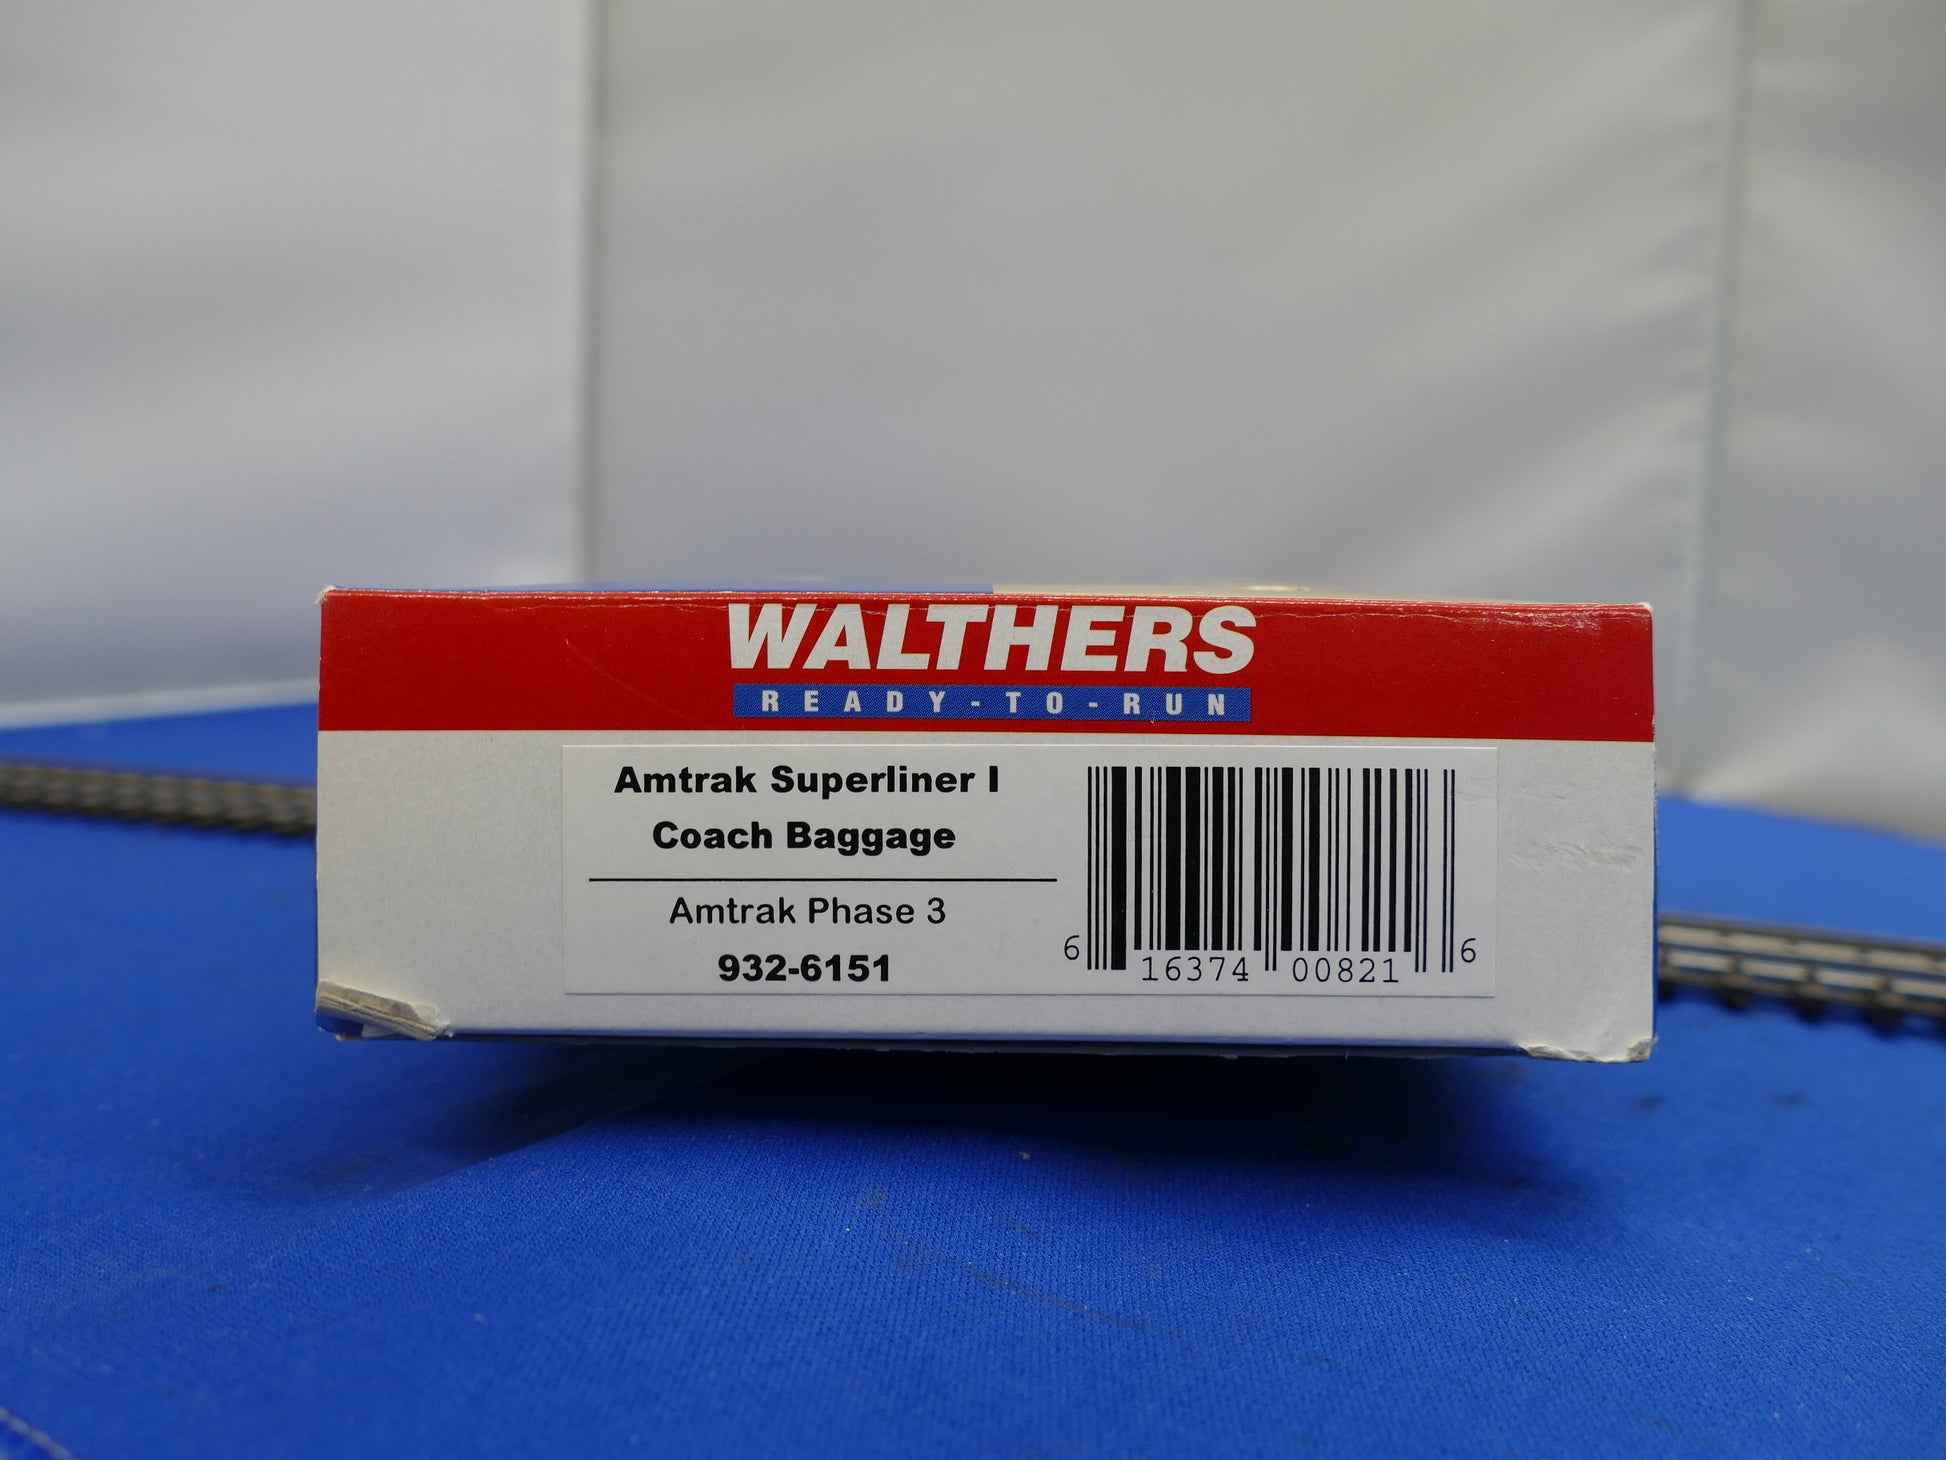 WALTHERS
READY-TO-RUN
Amtrak Superliner I
Coach Baggage
Amtrak Phase 3
932-6151
6 16374 00821 6